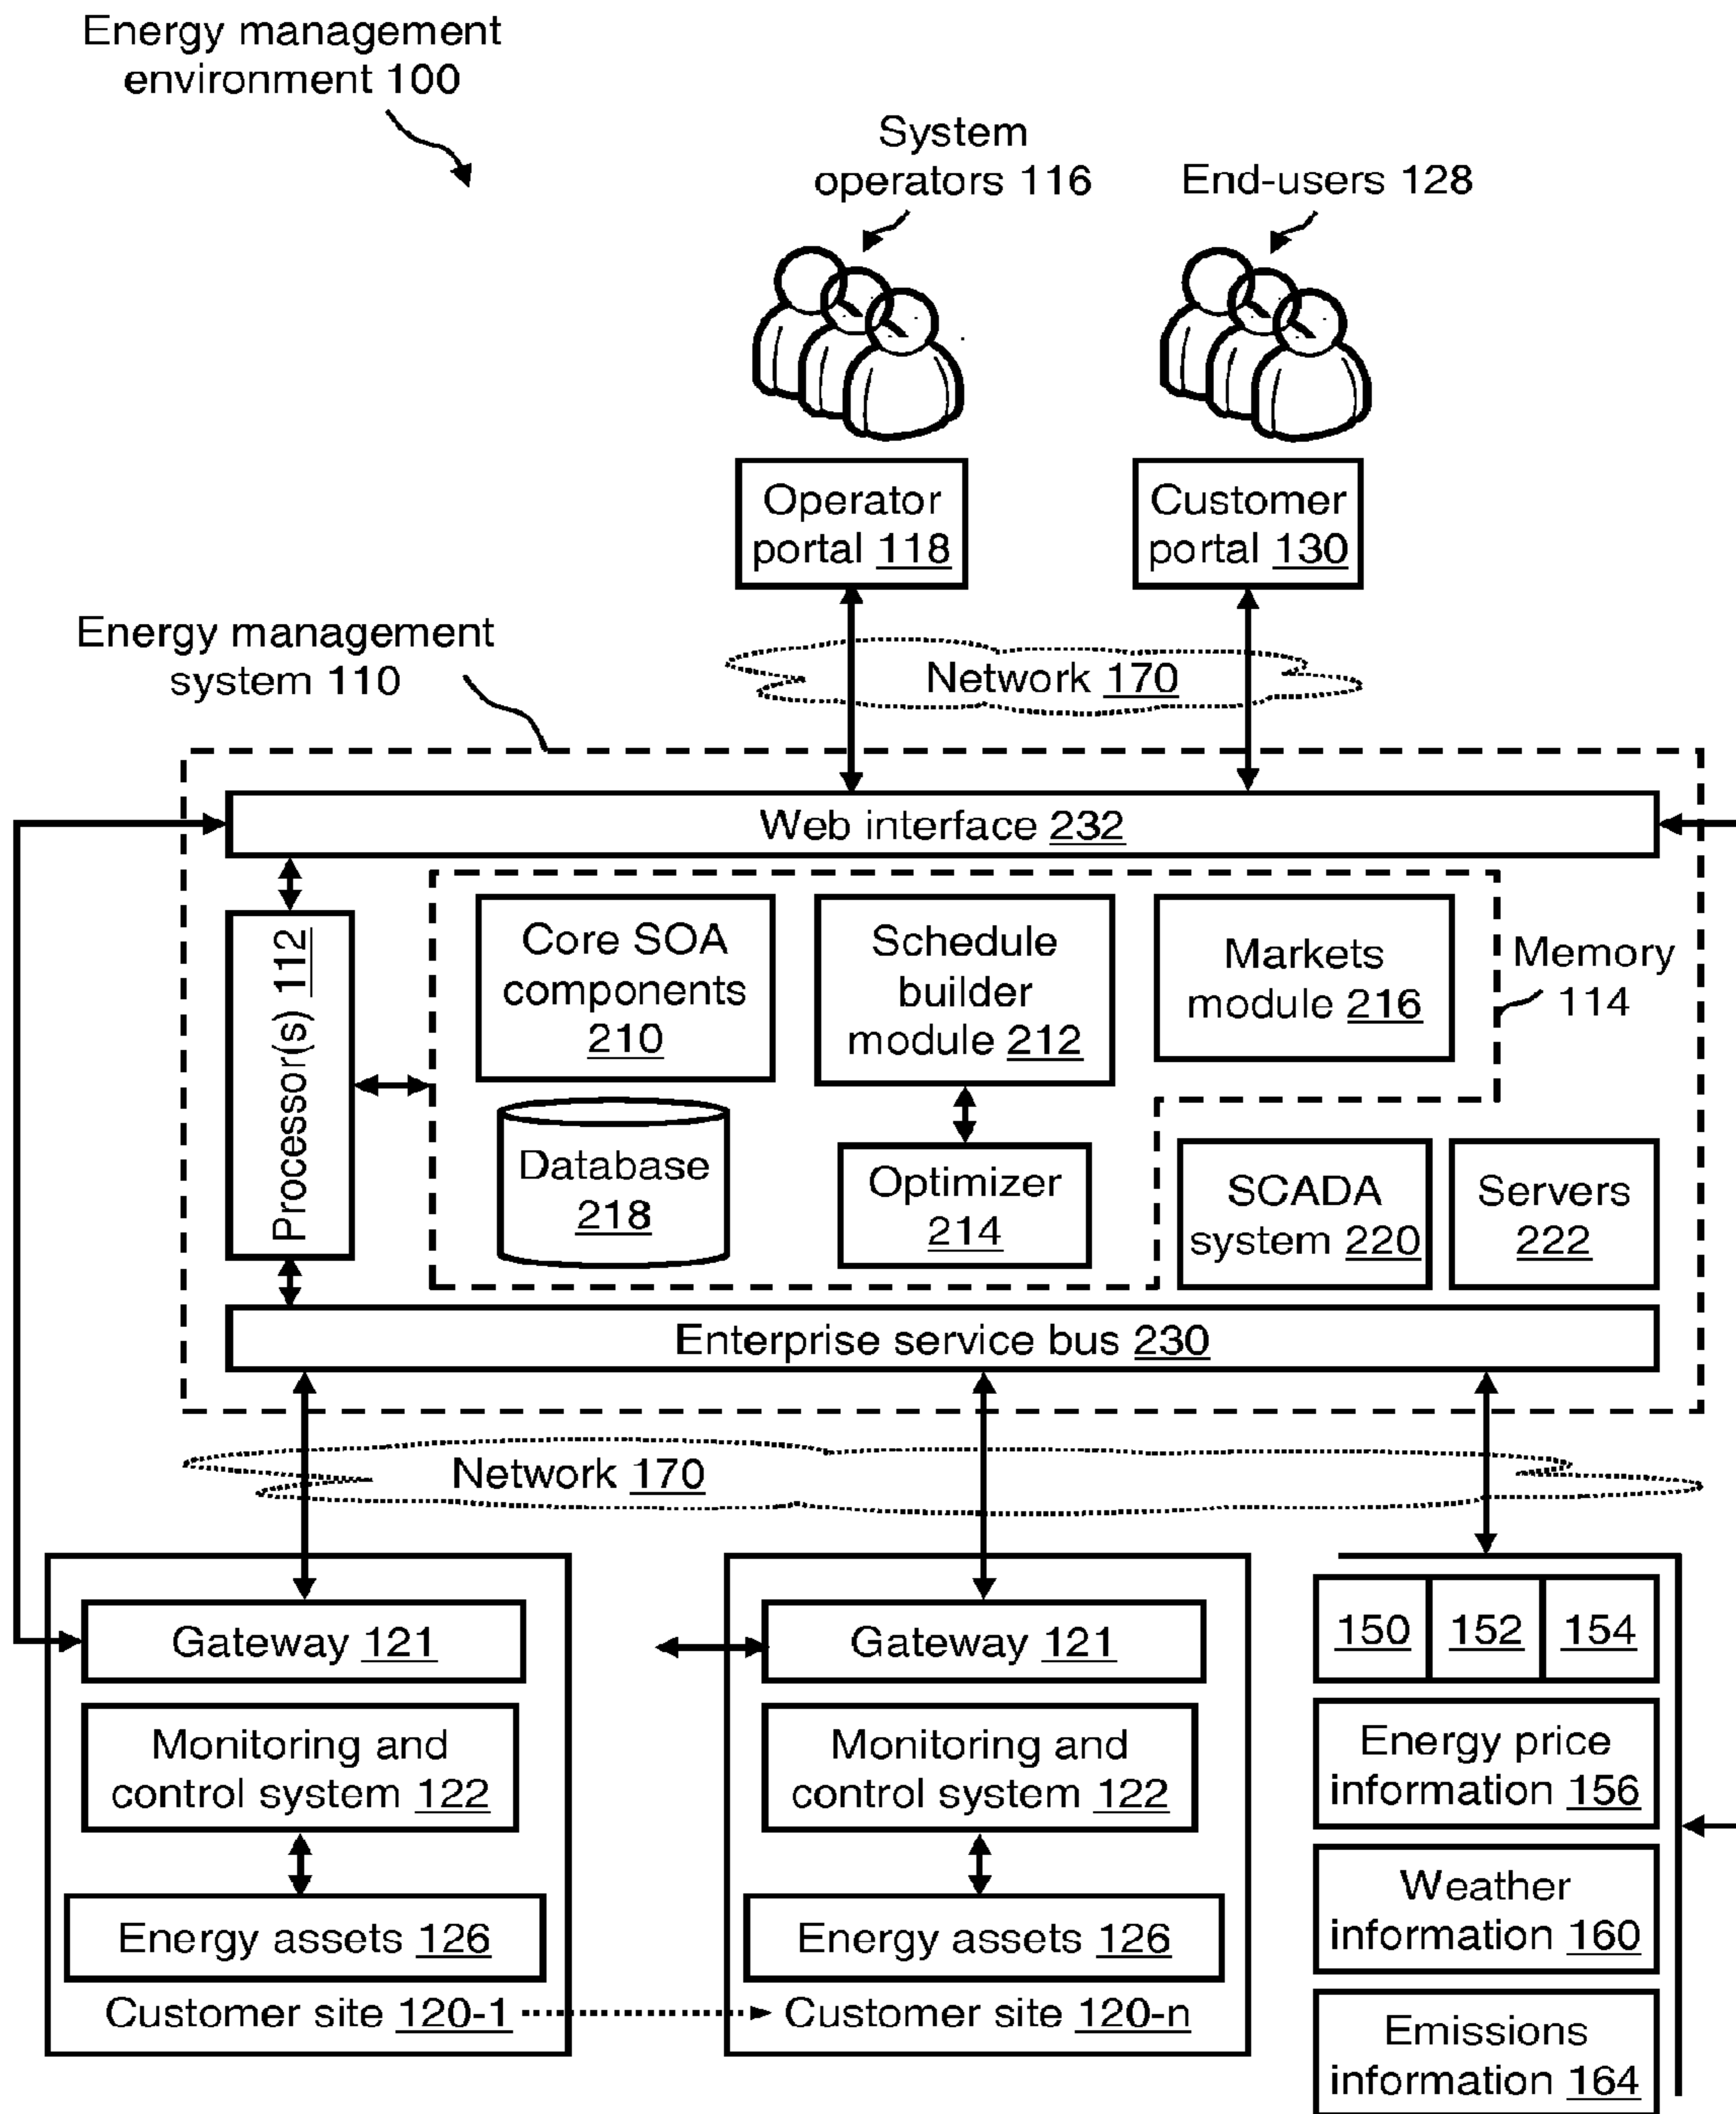 Energy management
environment 100
System
operators 116
End-users 128
Operator
portal 118
Customer
portal 130
Energy management
system 110
Network 170
Web interface 232
Processor(s) 112
Core SOA
components
210
Schedule
builder
module 212
Markets
module 216
Memory
114
Database
218
Optimizer
214
SCADA
system 220
Servers
222
Enterprise service bus 230
Network 170
Gateway 121
Monitoring and
control system 122
Energy assets 126
Customer site 120-1
Gateway 121
Monitoring and
control system 122
Energy assets 126
Customer site 120-n
150
152
154
Energy price
information 156
Weather
information 160
Emissions
information 164